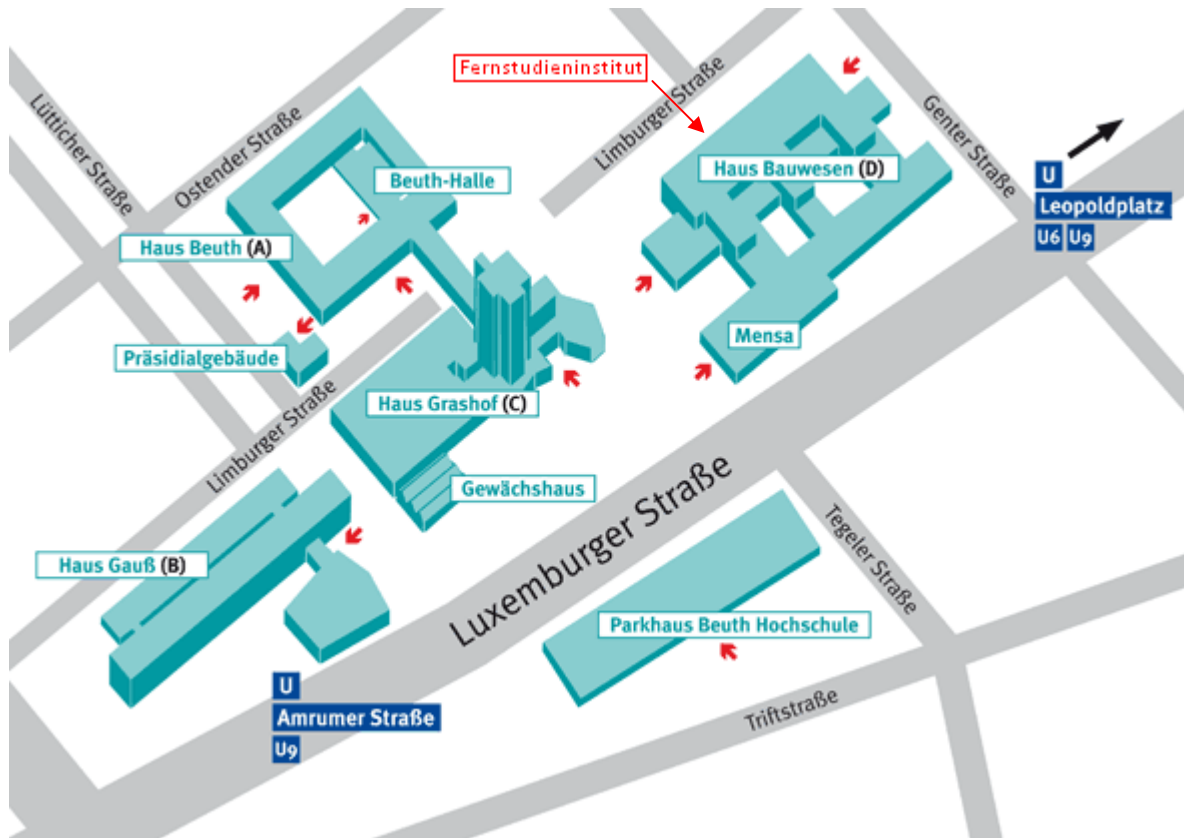 Fernstudieninstitut
Lütticher Straße
Ostender Straße
Limburger Straße
Genter Straße
Beuth-Halle
Haus Bauwesen (D)
U
Leopoldplatz
U6 U9
Haus Beuth (A)
Präsidialgebäude
Mensa
Haus Grashof (C)
Limburger Straße
Gewächshaus
Luxemburger Straße
Tegeler Straße
Haus Gauß (B)
Parkhaus Beuth Hochschule
U
Amrumer Straße
U9
Triftstraße